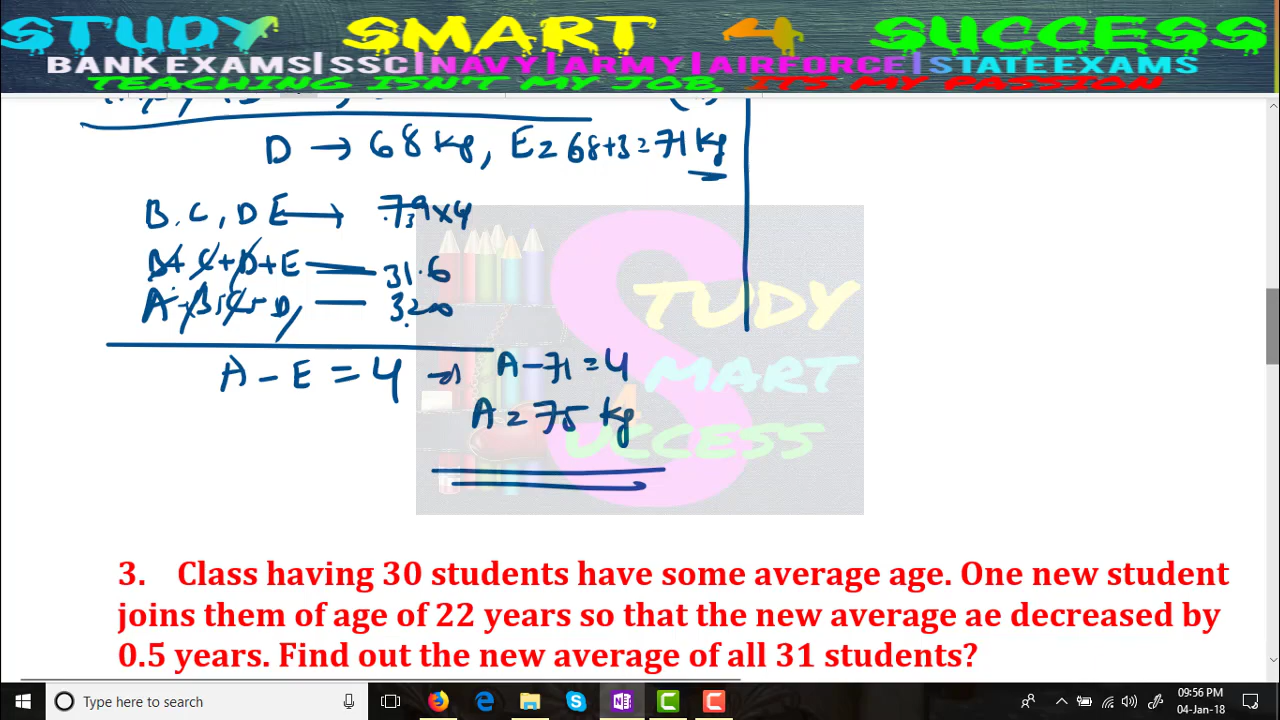 STUDY SMART 4 SUCCESS
BANK EXAMS|SSC|NAVY|ARMY|AIRFORCE|STATE EXAMS
TEACHING ISN'T MY JOB, IT'S MY PASSION
D → 68 kg, E = 68+3 = 71 kg
B, C, D E → 79×4
B + C + D + E — 31.6
A + B + C + D, — 320
A - E = 4 → A - 71 = 4
A = 75 kg
STUDY
SMART
SUCCESS
3. Class having 30 students have some average age. One new student
joins them of age of 22 years so that the new average ae decreased by
0.5 years. Find out the new average of all 31 students?
Type here to search
09:56 PM
04-Jan-18